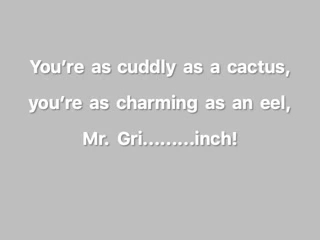 You’re as cuddly as a cactus,
you’re as charming as an eel,
Mr. Gri.........inch!